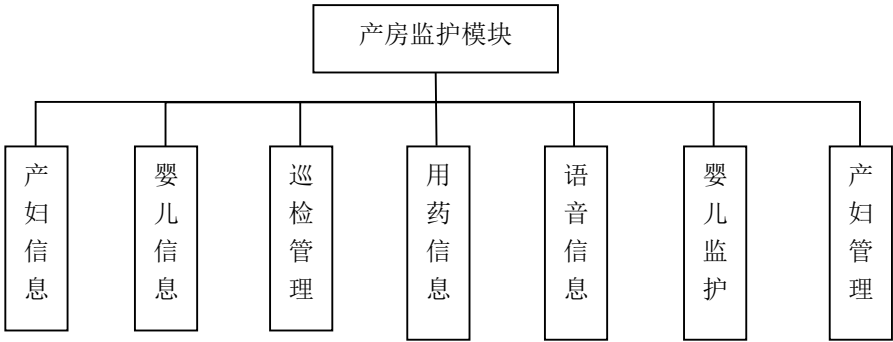 产房监护模块
产妇信息
婴儿信息
巡检管理
用药信息
语音信息
婴儿监护
产妇管理